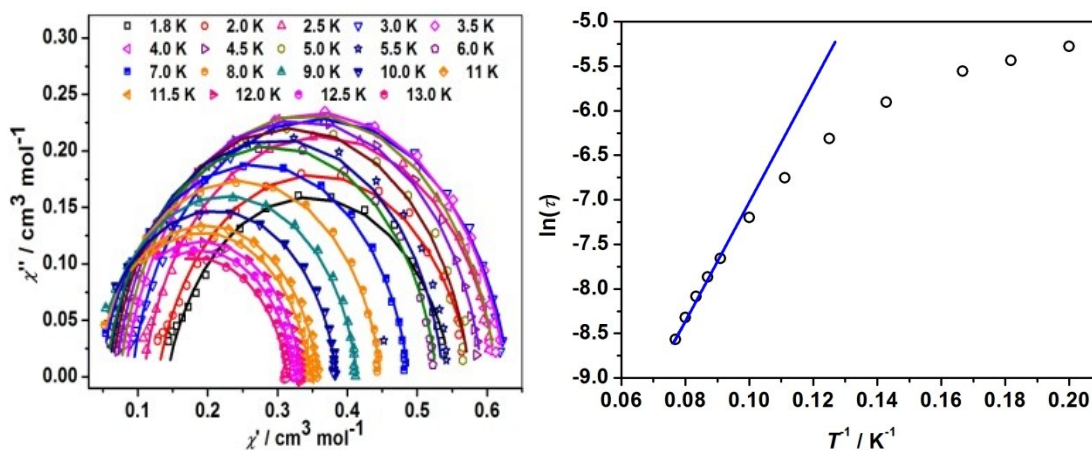 0.30
0.25
0.20
0.15
0.10
0.05
0.00
χ'' / cm³ mol⁻¹
1.8 K 2.0 K 2.5 K 3.0 K 3.5 K
4.0 K 4.5 K 5.0 K 5.5 K 6.0 K
7.0 K 8.0 K 9.0 K 10.0 K 11 K
11.5 K 12.0 K 12.5 K 13.0 K
0.1 0.2 0.3 0.4 0.5 0.6
χ' / cm³ mol⁻¹
-5.0
-5.5
-6.0
-6.5
-7.0
-7.5
-8.0
-8.5
-9.0
ln(τ)
0.06 0.08 0.10 0.12 0.14 0.16 0.18 0.20
T⁻¹ / K⁻¹